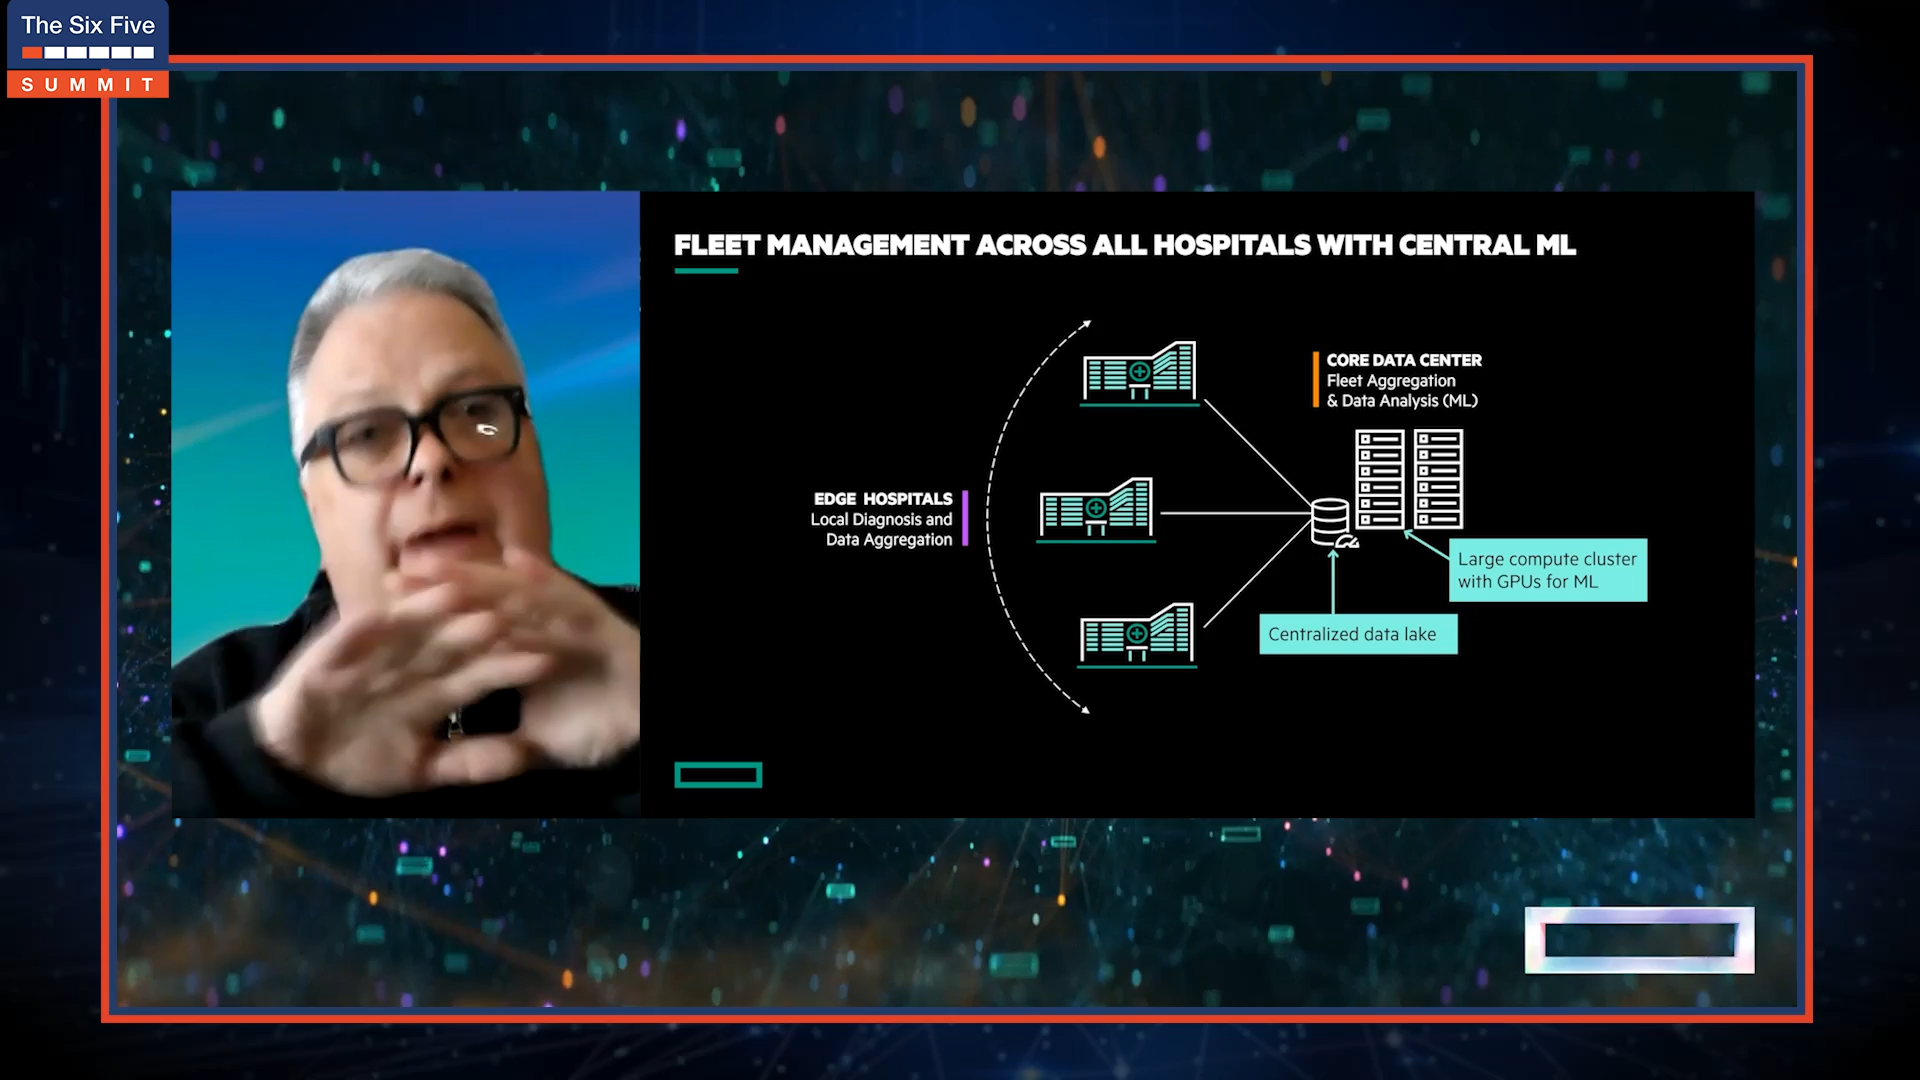 The Six Five
SUMMIT
FLEET MANAGEMENT ACROSS ALL HOSPITALS WITH CENTRAL ML
CORE DATA CENTER
Fleet Aggregation
& Data Analysis (ML)
EDGE HOSPITALS
Local Diagnosis and
Data Aggregation
Large compute cluster
with GPUs for ML
Centralized data lake